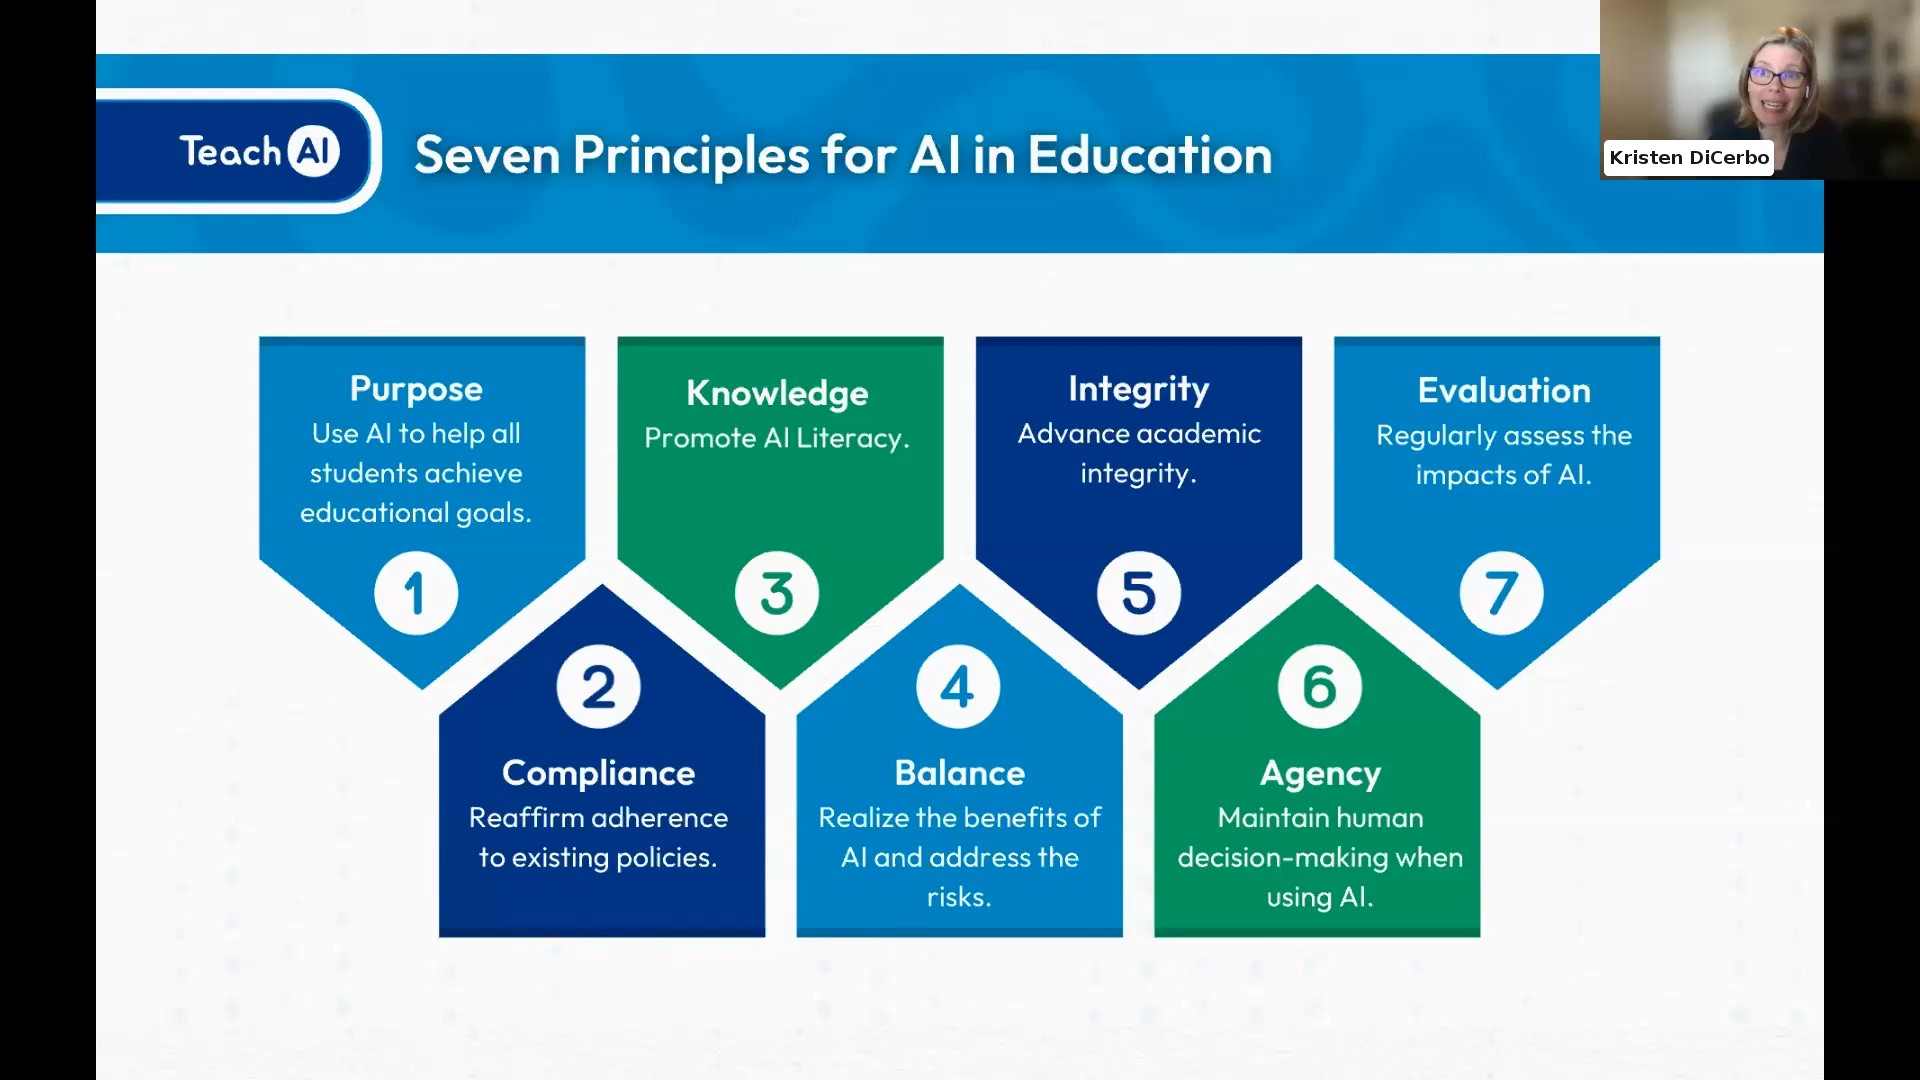 Teach AI
Seven Principles for AI in Education
Kristen DiCerbo
Purpose
Use AI to help all
students achieve
educational goals.
1
2
Compliance
Reaffirm adherence
to existing policies.
Knowledge
Promote AI Literacy.
3
4
Balance
Realize the benefits of
AI and address the
risks.
Integrity
Advance academic
integrity.
5
6
Agency
Maintain human
decision-making when
using AI.
Evaluation
Regularly assess the
impacts of AI.
7